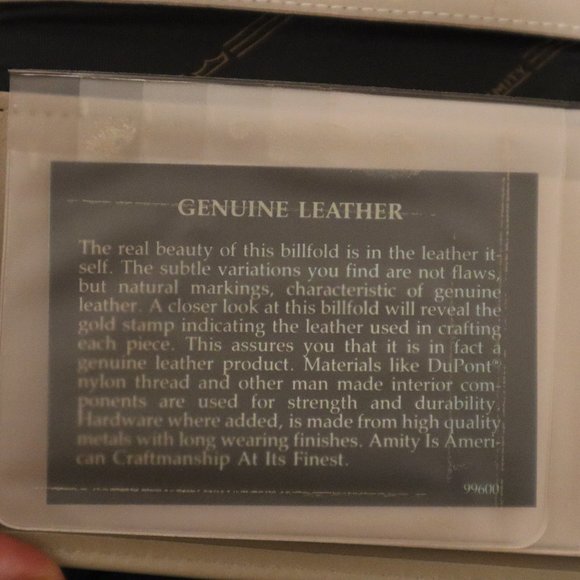 MITY
GENUINE LEATHER
The real beauty of this billfold is in the leather it-
self. The subtle variations you find are not flaws,
but natural markings, characteristic of genuine
leather. A closer look at this billfold will reveal the
gold stamp indicating the leather used in crafting
each piece. This assures you that it is in fact a
genuine leather product. Materials like DuPont®
nylon thread and other man made interior com-
ponents are used for strength and durability.
Hardware where added, is made from high quality
metals with long wearing finishes. Amity Is Ameri-
can Craftmanship At Its Finest.
99600